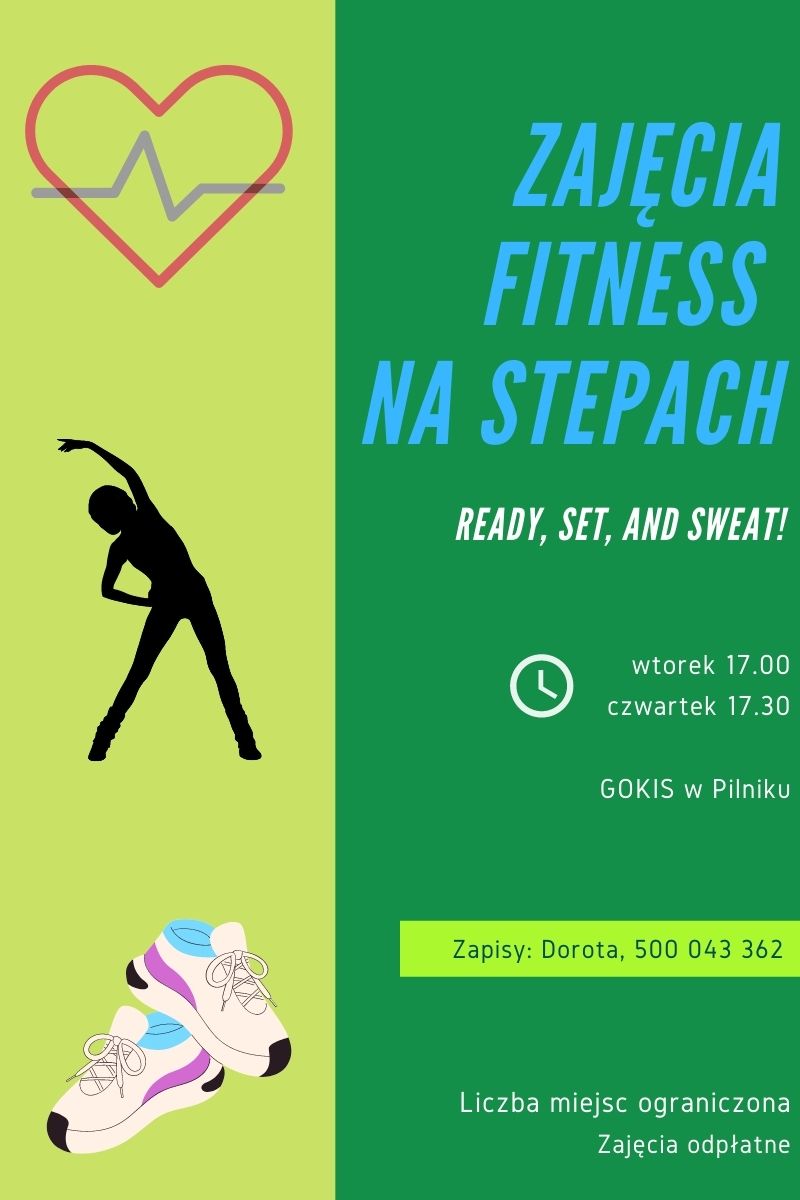 ZAJĘCIA
FITNESS
NA STEPACH
READY, SET, AND SWEAT!
wtorek 17.00
czwartek 17.30
GOKIS w Pilniku
Zapisy: Dorota, 500 043 362
Liczba miejsc ograniczona
Zajęcia odpłatne